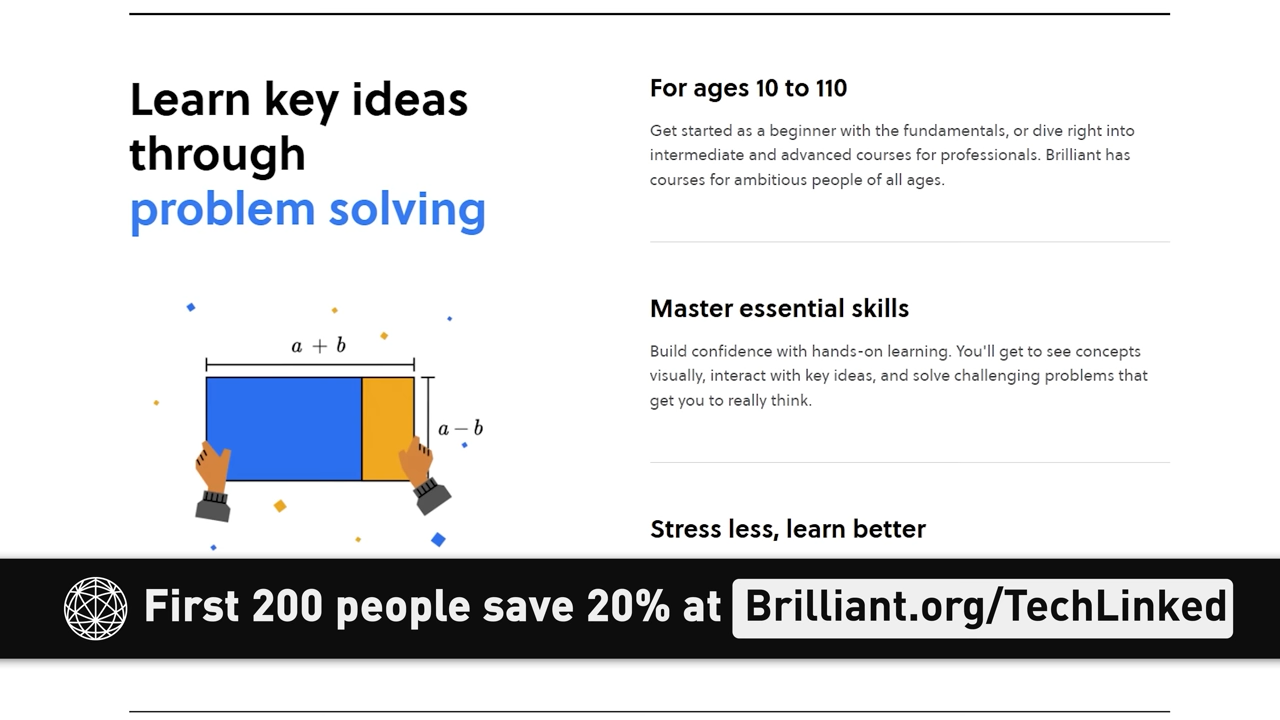 Learn key ideas
through
problem solving
a + b
a − b
For ages 10 to 110
Get started as a beginner with the fundamentals, or dive right into
intermediate and advanced courses for professionals. Brilliant has
courses for ambitious people of all ages.
Master essential skills
Build confidence with hands-on learning. You'll get to see concepts
visually, interact with key ideas, and solve challenging problems that
get you to really think.
Stress less, learn better
First 200 people save 20% at Brilliant.org/TechLinked